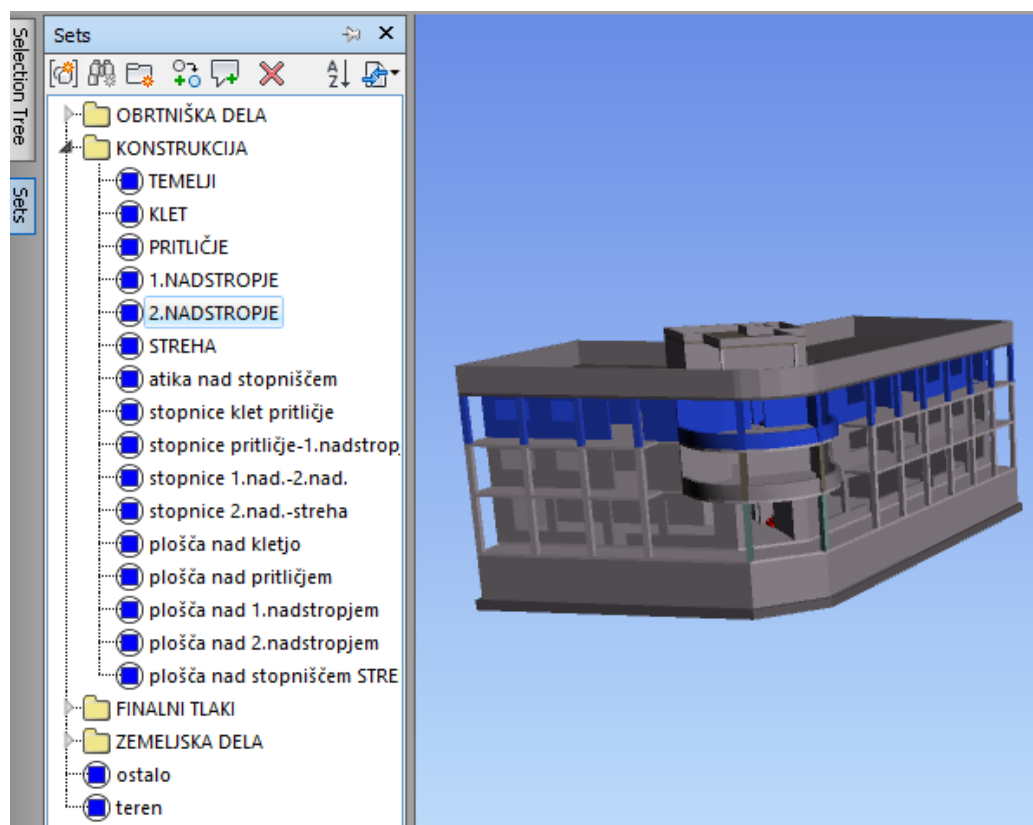 Selection Tree
Sets
Sets
OBRTNIŠKA DELA
KONSTRUKCIJA
TEMELJI
KLET
PRITLIČJE
1.NADSTROPJE
2.NADSTROPJE
STREHA
atika nad stopniščem
stopnice klet pritličje
stopnice pritličje-1.nadstrop
stopnice 1.nad.-2.nad.
stopnice 2.nad.-streha
plošča nad kletjo
plošča nad pritličjem
plošča nad 1.nadstropjem
plošča nad 2.nadstropjem
plošča nad stopniščem STRE
FINALNI TLAKI
ZEMELJSKA DELA
ostalo
teren